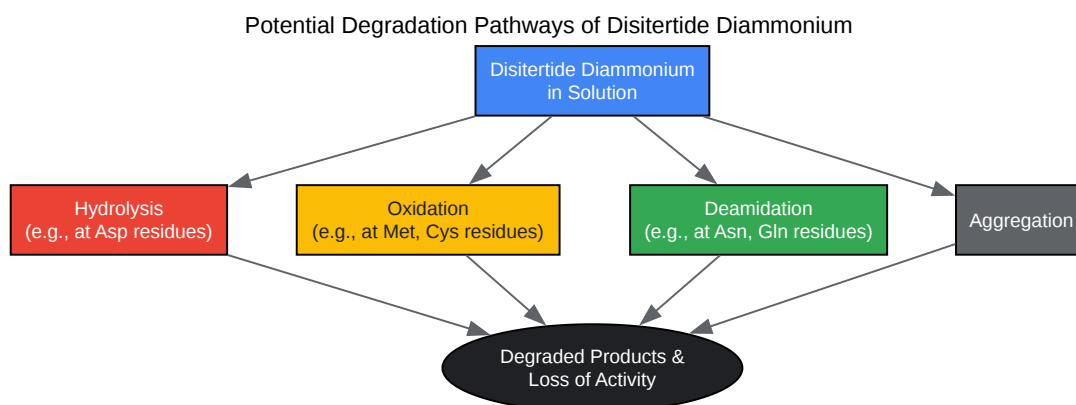 Potential Degradation Pathways of Disitertide Diammonium
Disitertide Diammonium
in Solution
Hydrolysis
(e.g., at Asp residues)
Oxidation
(e.g., at Met, Cys residues)
Deamidation
(e.g., at Asn, Gln residues)
Aggregation
Degraded Products &
Loss of Activity